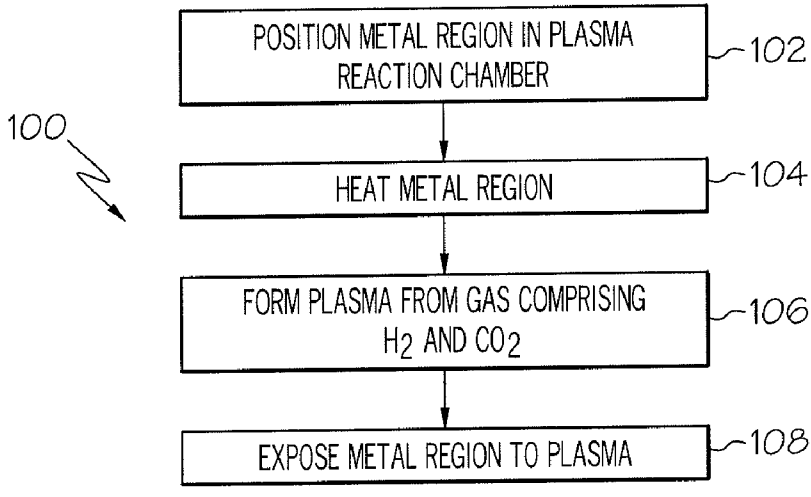 POSITION METAL REGION IN PLASMA
REACTION CHAMBER
102
100
HEAT METAL REGION
104
FORM PLASMA FROM GAS COMPRISING
H2 AND CO2
106
EXPOSE METAL REGION TO PLASMA
108